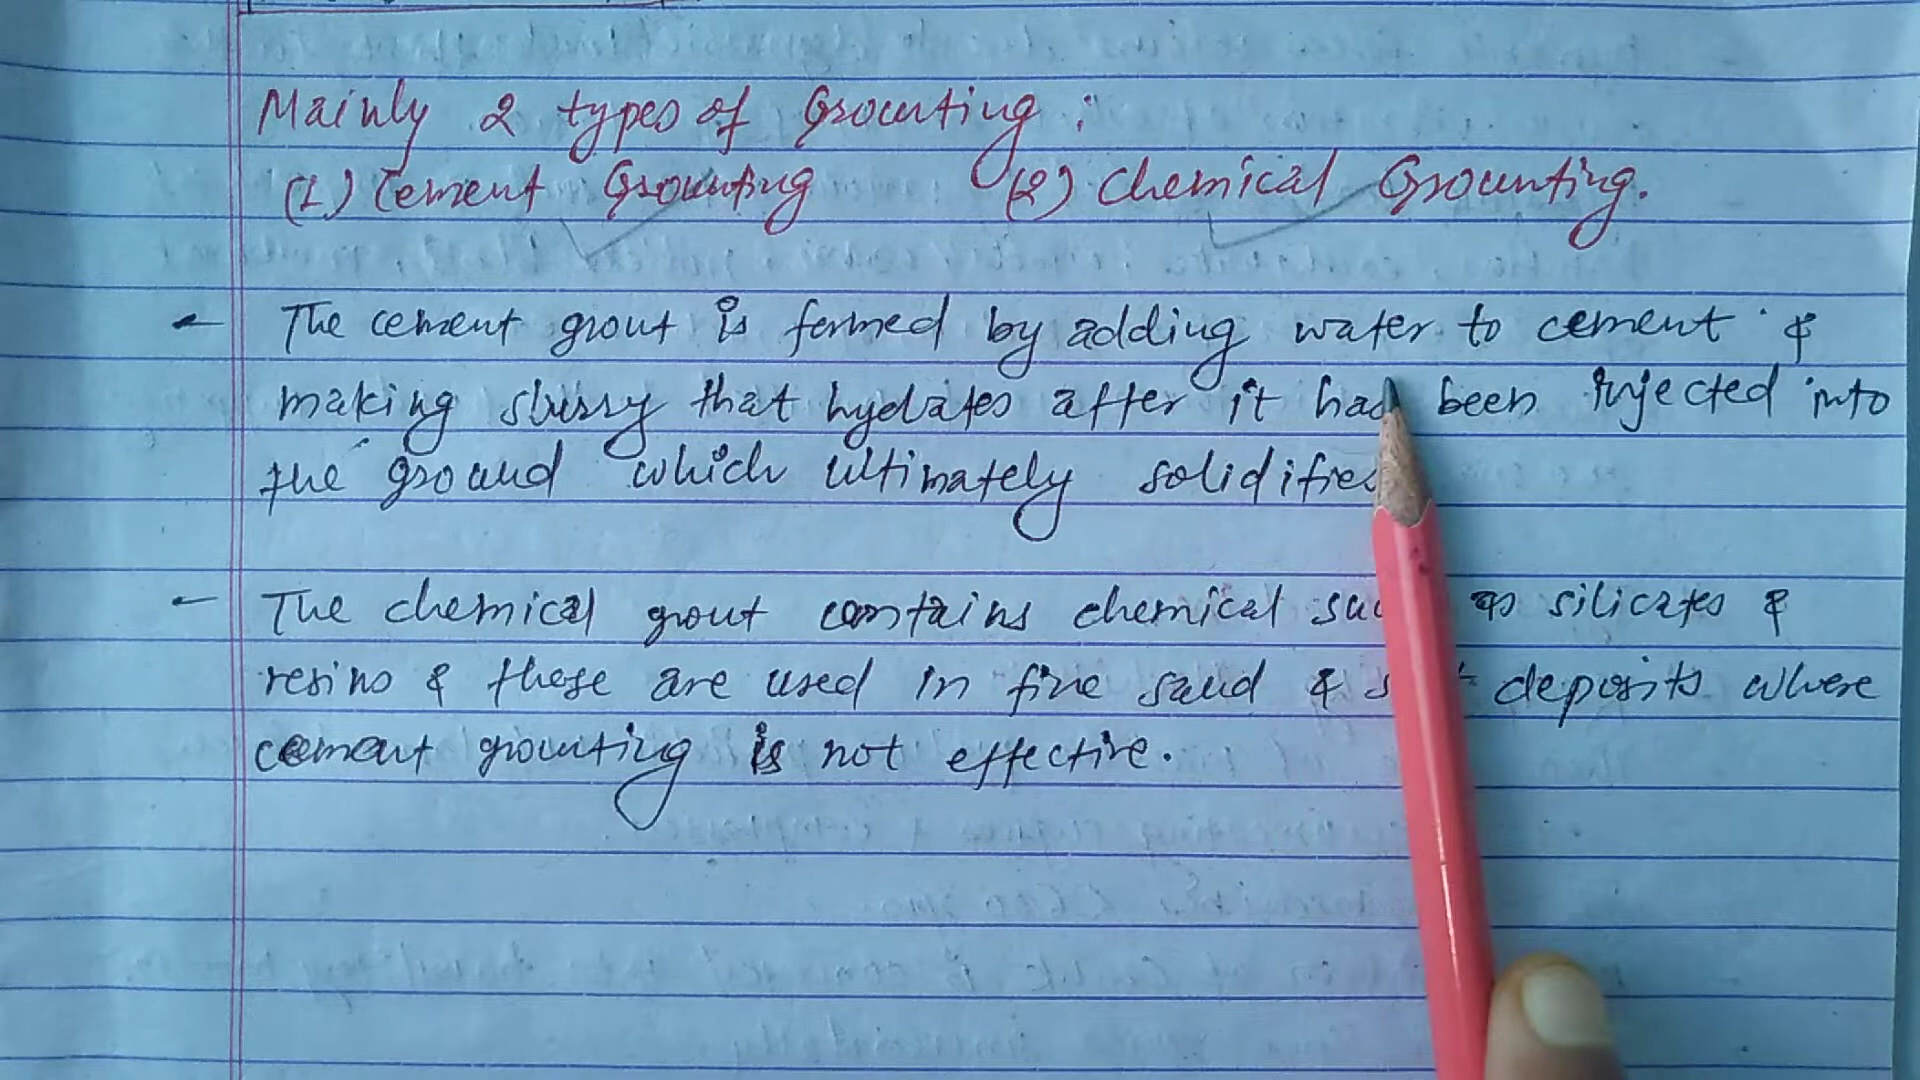 Mainly 2 types of Grouting :
(1) Cement Grouting (2) Chemical Grouting.
- The cement grout is formed by adding water to cement &
making slurry that hydrates after it had been injected into
the ground which ultimately solidifies
- The chemical grout contains chemical such as silicates &
resins & these are used in fine sand & silt deposits where
cement grouting is not effective.